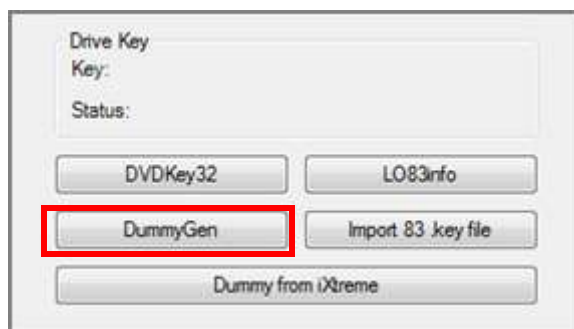 Drive Key
Key:
Status:
DVDKey32 LO83info
DummyGen Import 83 .key file
Dummy from iXtreme